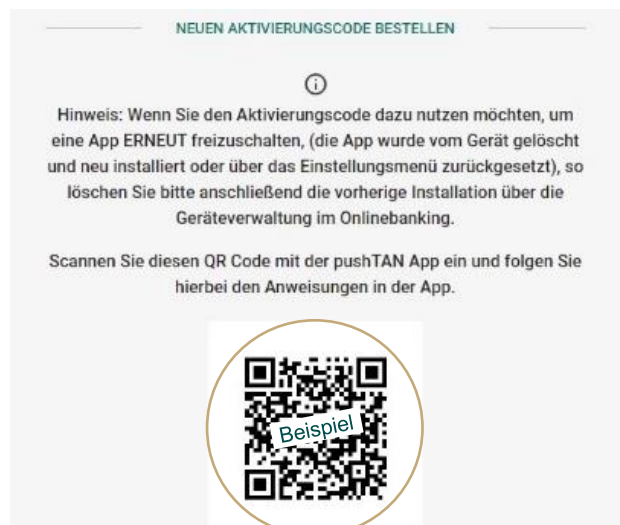 NEUEN AKTIVIERUNGSCODE BESTELLEN
Hinweis: Wenn Sie den Aktivierungscode dazu nutzen möchten, um
eine App ERNEUT freizuschalten, (die App wurde vom Gerät gelöscht
und neu installiert oder über das Einstellungsmenü zurückgesetzt), so
löschen Sie bitte anschließend die vorherige Installation über die
Geräteverwaltung im Onlinebanking.
Scannen Sie diesen QR Code mit der pushTAN App ein und folgen Sie
hierbei den Anweisungen in der App.
Beispiel